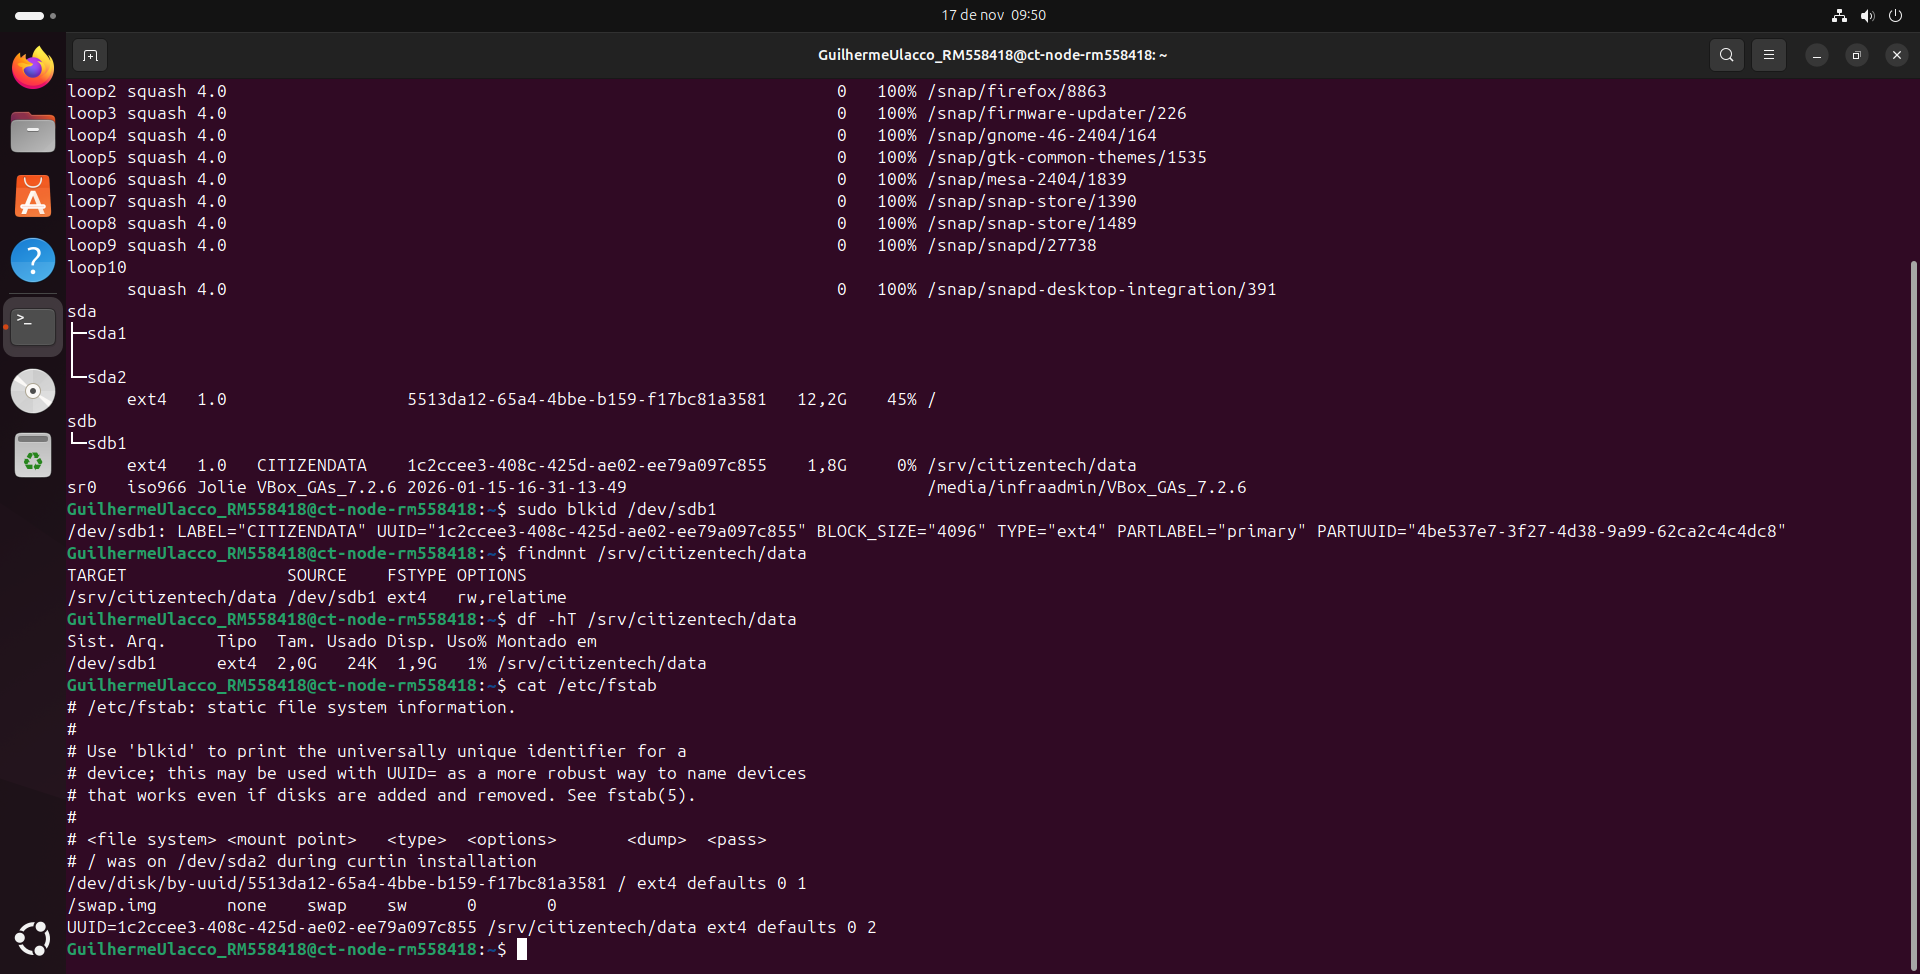 17 de nov 09:50
GuilhermeUlacco_RM558418@ct-node-rm558418: ~
loop2 squash 4.0 0 100% /snap/firefox/8863
loop3 squash 4.0 0 100% /snap/firmware-updater/226
loop4 squash 4.0 0 100% /snap/gnome-46-2404/164
loop5 squash 4.0 0 100% /snap/gtk-common-themes/1535
loop6 squash 4.0 0 100% /snap/mesa-2404/1839
loop7 squash 4.0 0 100% /snap/snap-store/1390
loop8 squash 4.0 0 100% /snap/snap-store/1489
loop9 squash 4.0 0 100% /snap/snapd/27738
loop10
squash 4.0 0 100% /snap/snapd-desktop-integration/391
sda
├─sda1
└─sda2
ext4 1.0 5513da12-65a4-4bbe-b159-f17bc81a3581 12,2G 45% /
sdb
└─sdb1
ext4 1.0 CITIZENDATA 1c2ccee3-408c-425d-ae02-ee79a097c855 1,8G 0% /srv/citizentech/data
sr0 iso966 Jolie VBox_GAs_7.2.6 2026-01-15-16-31-13-49 /media/infraadmin/VBox_GAs_7.2.6
GuilhermeUlacco_RM558418@ct-node-rm558418:~$ sudo blkid /dev/sdb1
/dev/sdb1: LABEL="CITIZENDATA" UUID="1c2ccee3-408c-425d-ae02-ee79a097c855" BLOCK_SIZE="4096" TYPE="ext4" PARTLABEL="primary" PARTUUID="4be537e7-3f27-4d38-9a99-62ca2c4c4dc8"
GuilhermeUlacco_RM558418@ct-node-rm558418:~$ findmnt /srv/citizentech/data
TARGET SOURCE FSTYPE OPTIONS
/srv/citizentech/data /dev/sdb1 ext4 rw,relatime
GuilhermeUlacco_RM558418@ct-node-rm558418:~$ df -hT /srv/citizentech/data
Sist. Arq. Tipo Tam. Usado Disp. Uso% Montado em
/dev/sdb1 ext4 2,0G 24K 1,9G 1% /srv/citizentech/data
GuilhermeUlacco_RM558418@ct-node-rm558418:~$ cat /etc/fstab
# /etc/fstab: static file system information.
#
# Use 'blkid' to print the universally unique identifier for a
# device; this may be used with UUID= as a more robust way to name devices
# that works even if disks are added and removed. See fstab(5).
#
# <file system> <mount point> <type> <options> <dump> <pass>
# / was on /dev/sda2 during curtin installation
/dev/disk/by-uuid/5513da12-65a4-4bbe-b159-f17bc81a3581 / ext4 defaults 0 1
/swap.img none swap sw 0 0
UUID=1c2ccee3-408c-425d-ae02-ee79a097c855 /srv/citizentech/data ext4 defaults 0 2
GuilhermeUlacco_RM558418@ct-node-rm558418:~$